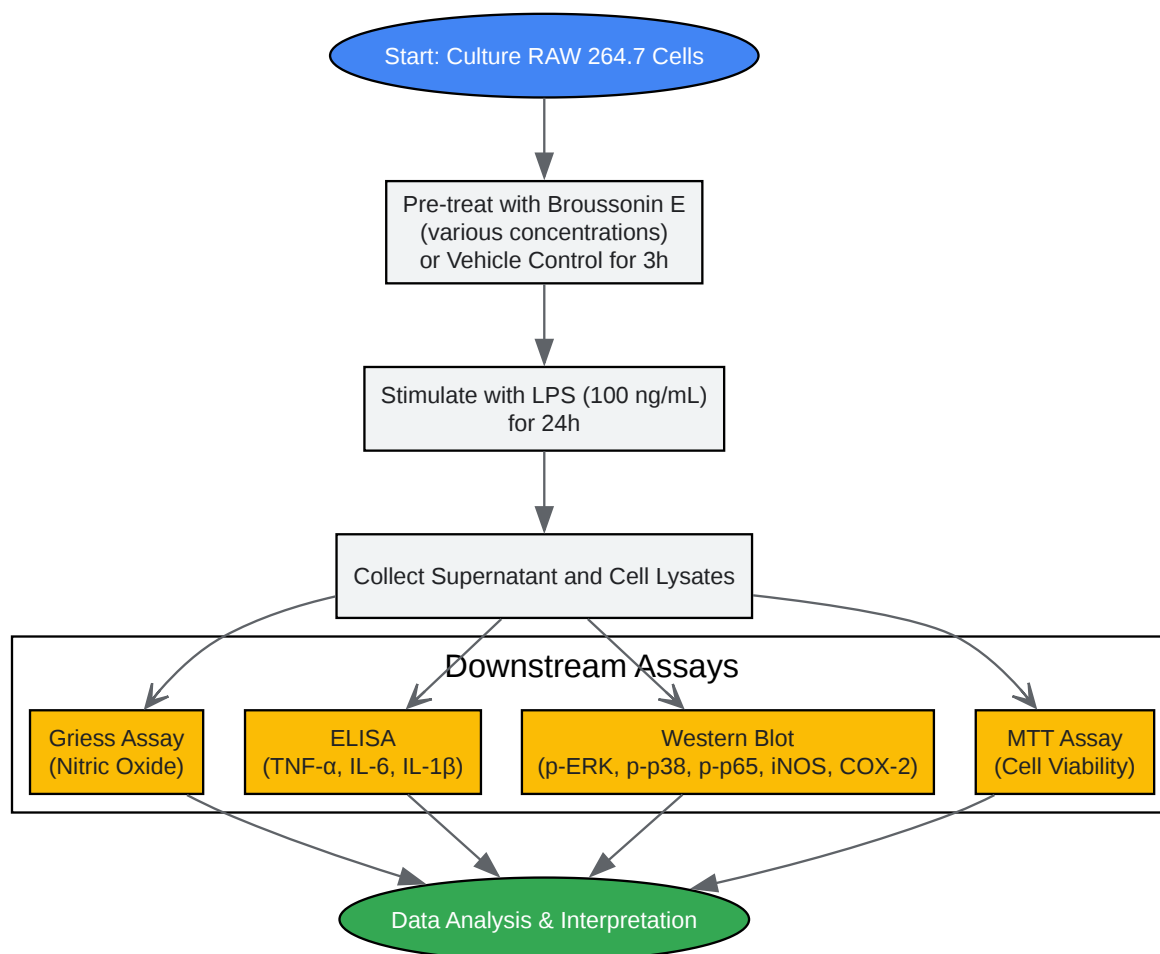 Start: Culture RAW 264.7 Cells
Pre-treat with Broussonin E
(various concentrations)
or Vehicle Control for 3h
Stimulate with LPS (100 ng/mL)
for 24h
Collect Supernatant and Cell Lysates
Downstream Assays
Griess Assay
(Nitric Oxide)
ELISA
(TNF-α, IL-6, IL-1β)
Western Blot
(p-ERK, p-p38, p-p65, iNOS, COX-2)
MTT Assay
(Cell Viability)
Data Analysis & Interpretation